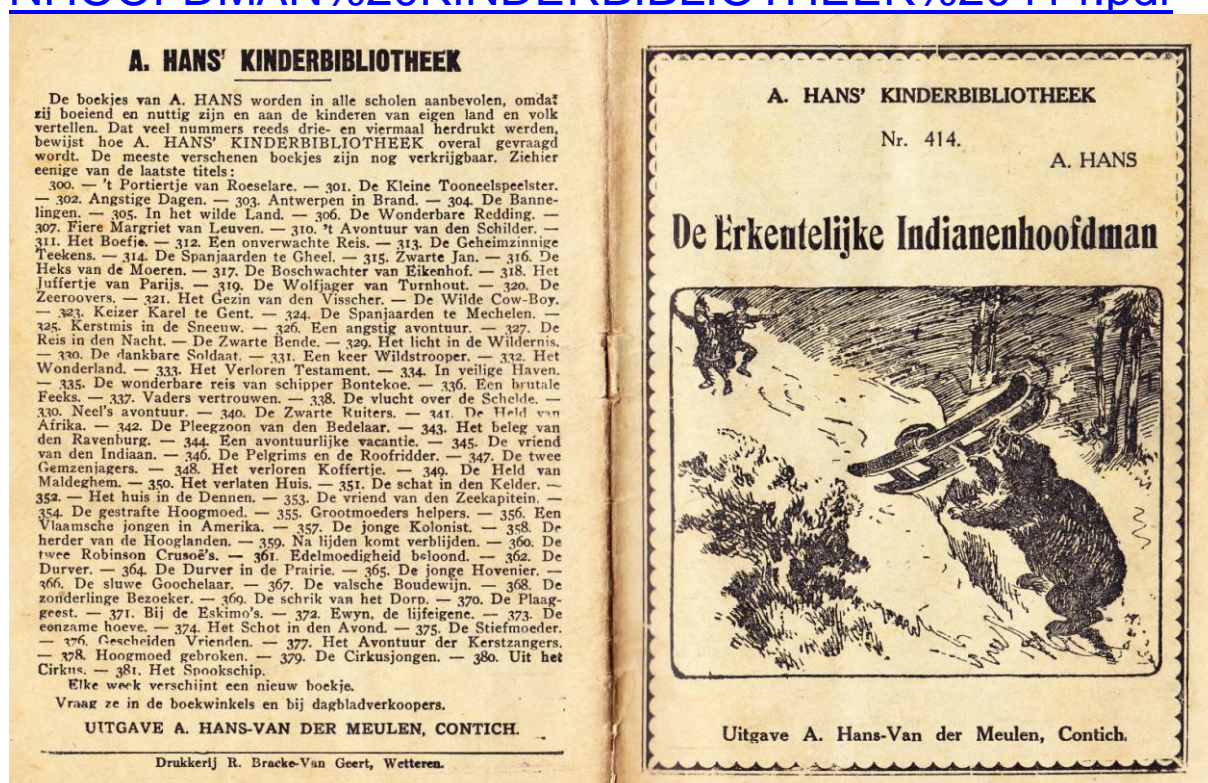 NHOOFDMAN%20KINDERBIBLIOTHEEK%20414.pdf
A. HANS' KINDERBIBLIOTHEEK
De boekjes van A. HANS worden in alle scholen aanbevolen, omdat
zij boeiend en nuttig zijn en aan de kinderen van eigen land en volk
vertellen. Dat veel nummers reeds drie- en viermaal herdrukt werden,
bewijst hoe A. HANS' KINDERBIBLIOTHEEK overal gevraagd
wordt. De meeste verschenen boekjes zijn nog verkrijgbaar. Ziehier
eenige van de laatste titels:
300. — 't Portiertje van Roeselare. — 301. De Kleine Tooneelspeelster.
— 302. Angstige Dagen. — 303. Antwerpen in Brand. — 304. De Banne-
lingen. — 305. In het wilde Land. — 306. De Wonderbare Redding. —
307. Fiere Margriet van Leuven. — 310. 't Avontuur van den Schilder. —
311. Het Boefje. — 312. Een onverwachte Reis. — 313. De Geheimzinnige
Teekens. — 314. De Spanjaarden te Gheel. — 315. Zwarte Jan. — 316. De
Heks van de Moeren. — 317. De Boschwachter van Eikenhof. — 318. Het
Juffertje van Parijs. — 319. De Wolfjager van Turnhout. — 320. De
Zeeroovers. — 321. Het Gezin van den Visscher. — De Wilde Cow-Boy.
— 323. Keizer Karel te Gent. — 324. De Spanjaarden te Mechelen. —
325. Kerstmis in de Sneeuw. — 326. Een angstig avontuur. — 327. De
Reis in den Nacht. — De Zwarte Bende. — 329. Het licht in de Wildernis.
— 330. De dankbare Soldaat. — 331. Een keer Wildstrooper. — 332. Het
Wonderland. — 333. Het Verloren Testament. — 334. In veilige Haven.
— 335. De wonderbare reis van schipper Bontekoe. — 336. Een brutale
Feeks. — 337. Vaders vertrouwen. — 338. De vlucht over de Schelde. —
330. Neel's avontuur. — 340. De Zwarte Ruiters. — 341. De Held van
Afrika. — 342. De Pleegzoon van den Bedelaar. — 343. Het beleg van
den Ravenburg. — 344. Een avontuurlijke vacantie. — 345. De vriend
van den Indiaan. — 346. De Pelgrims en de Roofridder. — 347. De twee
Gemzenjagers. — 348. Het verloren Koffertje. — 349. De Held van
Maldeghem. — 350. Het verlaten Huis. — 351. De schat in den Kelder. —
352. — Het huis in de Dennen. — 353. De vriend van den Zeekapitein. —
354. De gestrafte Hoogmoed. — 355. Grootmoeders helpers. — 356. Een
Vlaamsche jongen in Amerika. — 357. De jonge Kolonist. — 358. De
herder van de Hooglanden. — 359. Na lijden komt verblijden. — 360. De
twee Robinson Crusoë's. — 361. Edelmoedigheid beloond. — 362. De
Durver. — 364. De Durver in de Prairie. — 365. De jonge Hovenier. —
366. De sluwe Goochelaar. — 367. De valsche Boudewijn. — 368. De
zonderlinge Bezoeker. — 369. De schrik van het Dorp. — 370. De Plaag-
geest. — 371. Bij de Eskimo's. — 372. Ewyn, de lijfeigene. — 373. De
eenzame hoeve. — 374. Het Schot in den Avond. — 375. De Stiefmoeder.
— 376. Gescheiden Vrienden. — 377. Het Avontuur der Kerstzangers.
— 378. Hoogmoed gebroken. — 379. De Cirkusjongen. — 380. Uit het
Cirkus. — 381. Het Spookschip.
Elke week verschijnt een nieuw boekje.
Vraag ze in de boekwinkels en bij dagbladverkoopers.
UITGAVE A. HANS-VAN DER MEULEN, CONTICH.
Drukkerij R. Bracke-Van Geert, Wetteren.
A. HANS' KINDERBIBLIOTHEEK
Nr. 414.
A. HANS
De Erkentelijke Indianenhoofdman
Uitgave A. Hans-Van der Meulen, Contich.